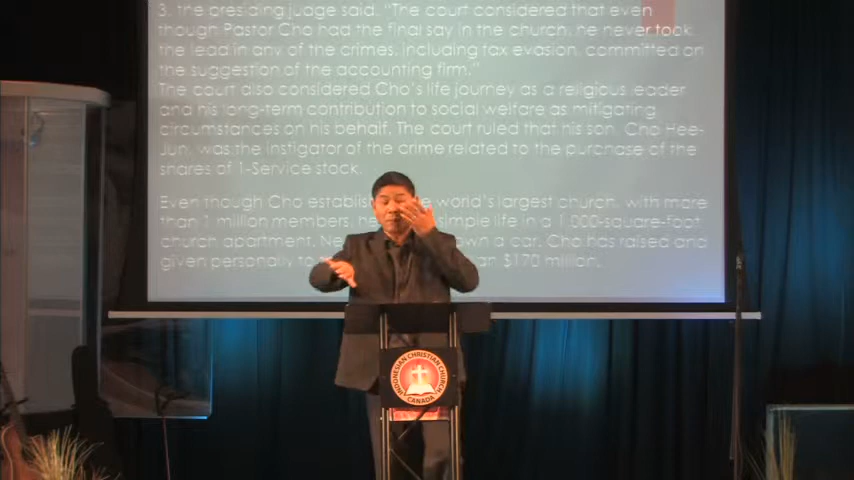 3. the presiding judge said, "The court considered that even
though Pastor Cho had the final say in the church, he never took
the lead in any of the crimes, including tax evasion, committed on
the suggestion of the accounting firm."
The court also considered Cho's life journey as a religious leader
and his long-term contribution to social welfare as mitigating
circumstances on his behalf. The court ruled that his son, Cho Hee-
Jun, was the instigator of the crime related to the purchase of the
shares of I-Service stock.
Even though Cho establis world's largest church, with more
than 1 million members, simple life in a 1,000-square-foot
church apartment. own a car. Cho has raised and
given personally $170 million.
INDONESIAN CHRISTIAN CHURCH
CANADA